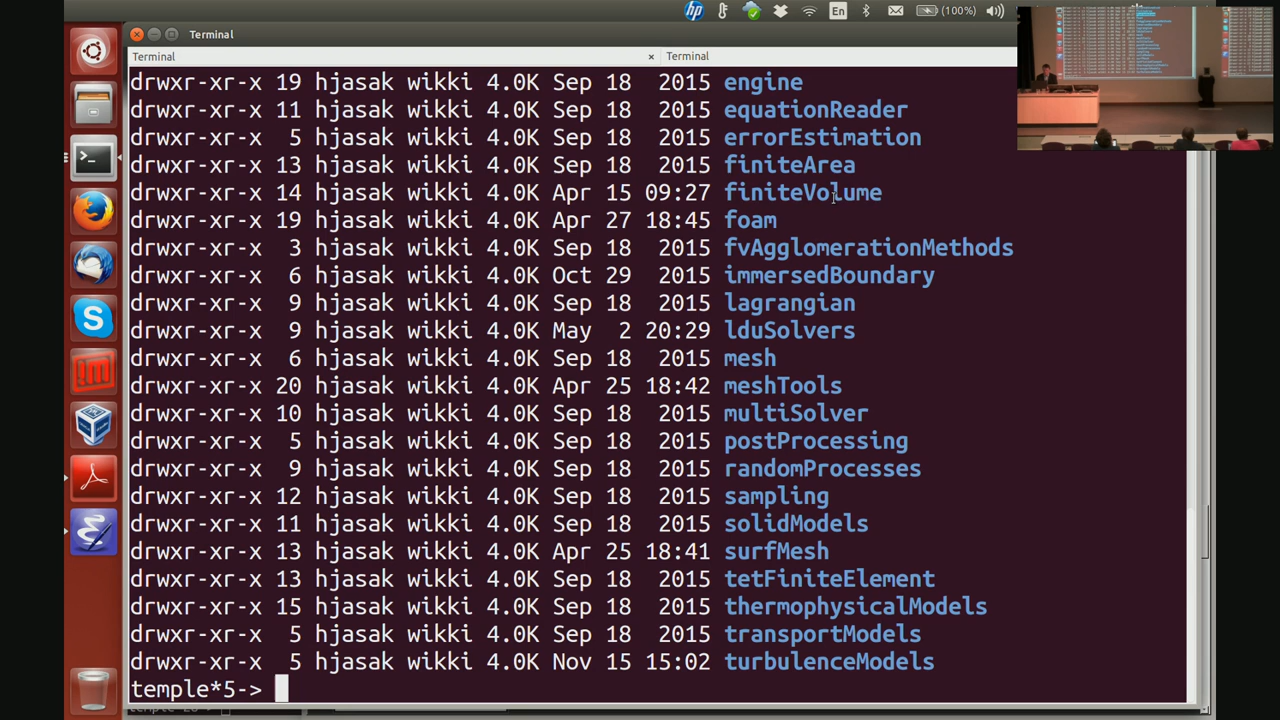 hp
En
(100%)
Terminal
Terminal
Terminal
drwxr-xr-x 19 hjasak wikki 4.0K Sep 18 2015 engine
drwxr-xr-x 11 hjasak wikki 4.0K Sep 18 2015 equationReader
drwxr-xr-x 5 hjasak wikki 4.0K Sep 18 2015 errorEstimation
drwxr-xr-x 13 hjasak wikki 4.0K Sep 18 2015 finiteArea
drwxr-xr-x 14 hjasak wikki 4.0K Apr 15 09:27 finiteVolume
drwxr-xr-x 19 hjasak wikki 4.0K Apr 27 18:45 foam
drwxr-xr-x 3 hjasak wikki 4.0K Sep 18 2015 fvAgglomerationMethods
drwxr-xr-x 6 hjasak wikki 4.0K Oct 29 2015 immersedBoundary
drwxr-xr-x 9 hjasak wikki 4.0K Sep 18 2015 lagrangian
drwxr-xr-x 9 hjasak wikki 4.0K May 2 20:29 lduSolvers
drwxr-xr-x 6 hjasak wikki 4.0K Sep 18 2015 mesh
drwxr-xr-x 20 hjasak wikki 4.0K Apr 25 18:42 meshTools
drwxr-xr-x 10 hjasak wikki 4.0K Sep 18 2015 multiSolver
drwxr-xr-x 5 hjasak wikki 4.0K Sep 18 2015 postProcessing
drwxr-xr-x 9 hjasak wikki 4.0K Sep 18 2015 randomProcesses
drwxr-xr-x 12 hjasak wikki 4.0K Sep 18 2015 sampling
drwxr-xr-x 11 hjasak wikki 4.0K Sep 18 2015 solidModels
drwxr-xr-x 13 hjasak wikki 4.0K Apr 25 18:41 surfMesh
drwxr-xr-x 13 hjasak wikki 4.0K Sep 18 2015 tetFiniteElement
drwxr-xr-x 15 hjasak wikki 4.0K Sep 18 2015 thermophysicalModels
drwxr-xr-x 5 hjasak wikki 4.0K Sep 18 2015 transportModels
drwxr-xr-x 5 hjasak wikki 4.0K Nov 15 15:02 turbulenceModels
temple*5->